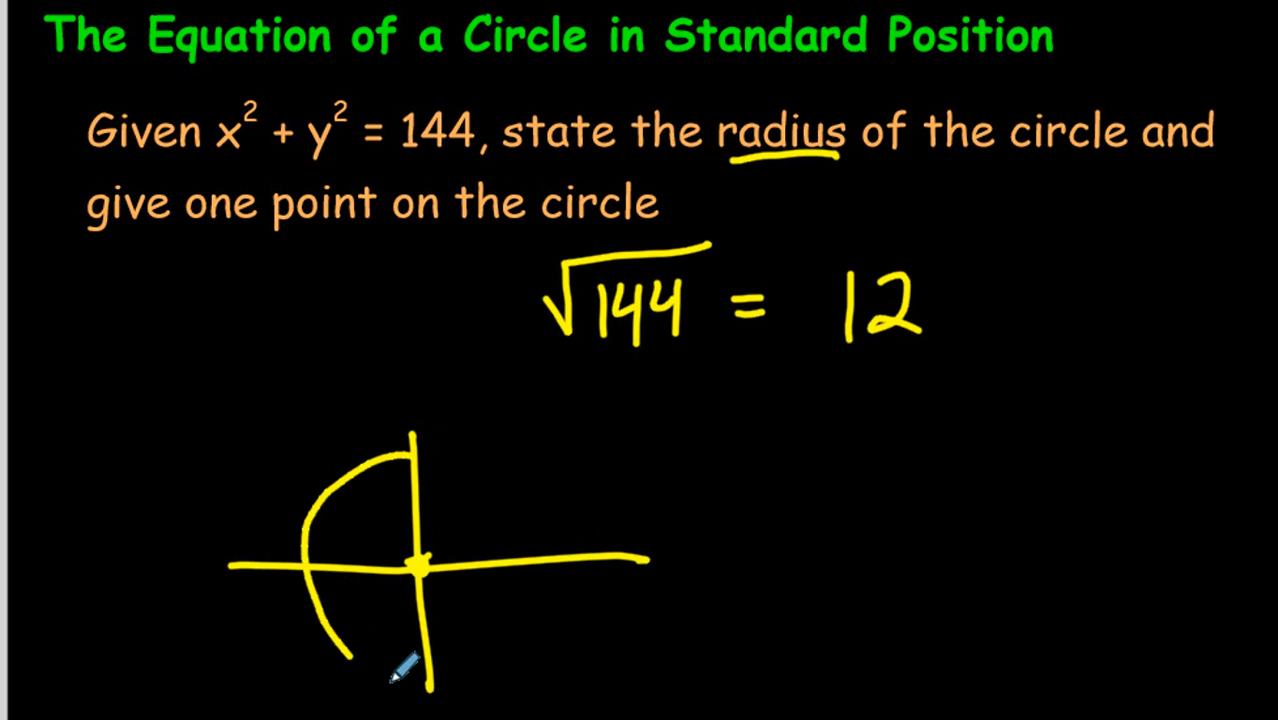 The Equation of a Circle in Standard Position
Given x² + y² = 144, state the radius of the circle and
give one point on the circle
√144 = 12